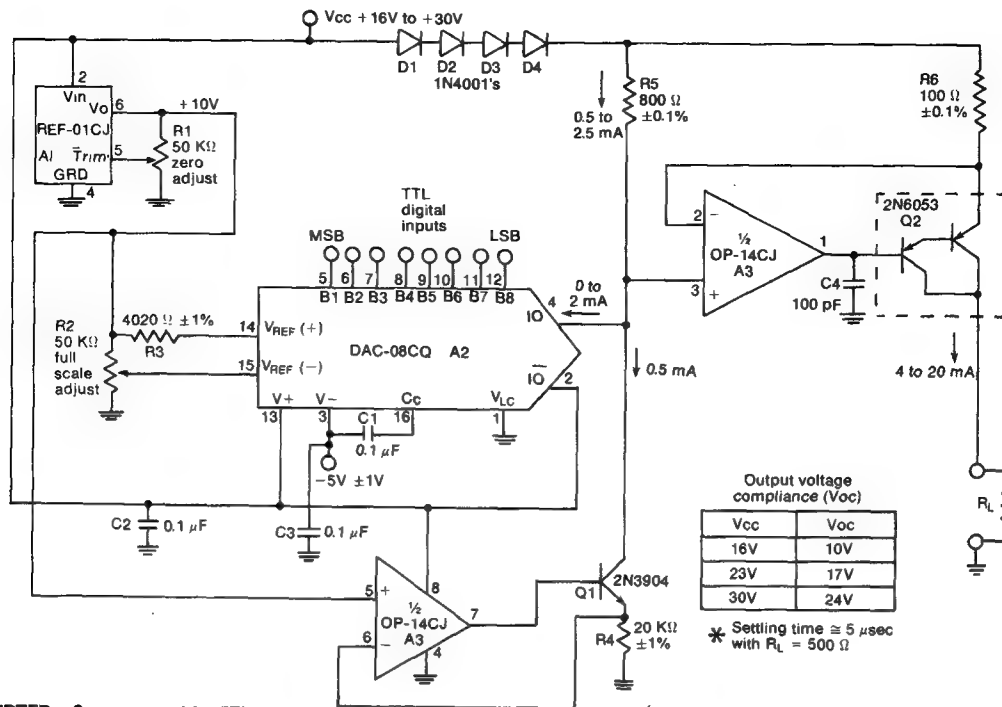 Vcc + 16V to +30V
D1 D2 D3 D4
1N4001's
2
Vin
Vo
6
+10V
REF-01CJ
AI
Trim
5
GRD
4
R1
50 KΩ
zero
adjust
R5
800 Ω
±0.1%
0.5 to
2.5 mA
R6
100 Ω
±0.1%
TTL
digital
inputs
MSB
LSB
5 6 7 8 9 10 11 12
B1 B2 B3 B4 B5 B6 B7 B8
4
IO
0 to
2 mA
2
IO
14
VREF (+)
15
VREF (−)
DAC-08CQ A2
V+
13
V−
3
Cc
16
VLC
1
4020 Ω ±1%
R3
R2
50 KΩ
full
scale
adjust
C1
0.1 μF
−5V ±1V
C2
0.1 μF
C3
0.1 μF
2
−
3
+
½
OP-14CJ
A3
1
C4
100 pF
2N6053
Q2
0.5 mA
4 to 20 mA
RL
5
+
6
−
½
OP-14CJ
A3
8
4
7
Q1
2N3904
R4
20 KΩ
±1%
Output voltage
compliance (Voc)
Vcc Voc
16V 10V
23V 17V
30V 24V
* Settling time ≅ 5 μsec
with RL = 500 Ω